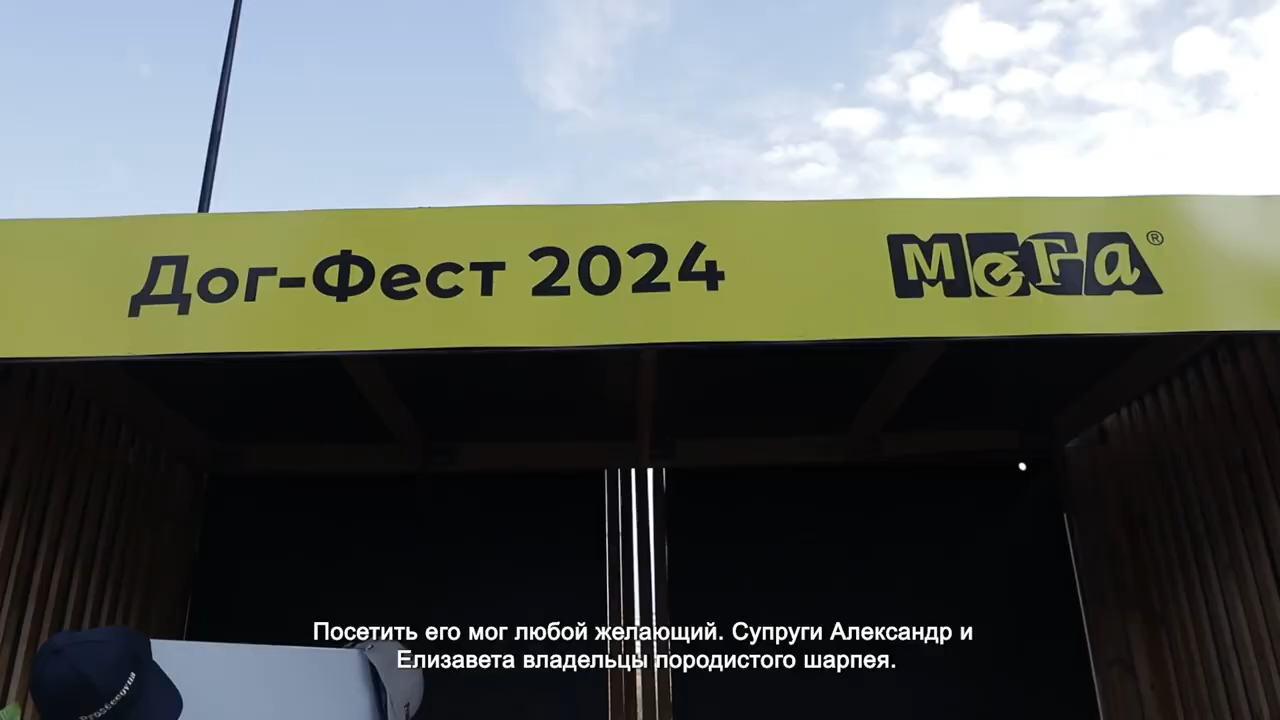 Дог-Фест 2024
МеГа®
Посетить его мог любой желающий. Супруги Александр и
Елизавета владельцы породистого шарпея.